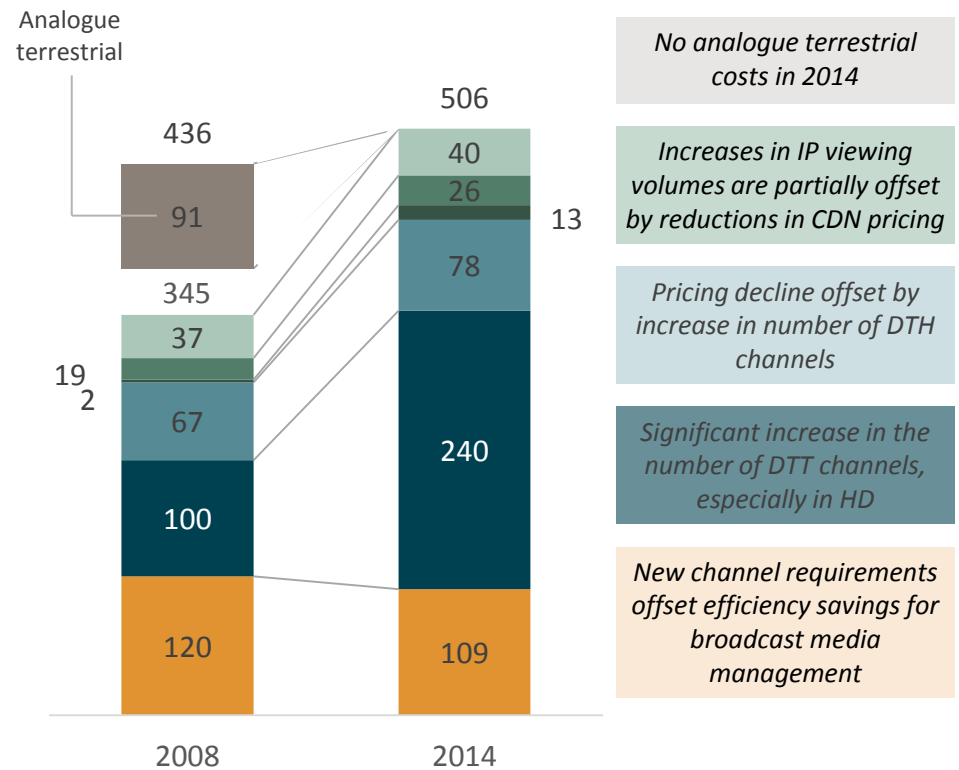 Analogue
terrestrial
436
91
345
37
19
2
67
100
120
2008
506
40
26
13
78
240
109
2014
No analogue terrestrial
costs in 2014
Increases in IP viewing
volumes are partially offset
by reductions in CDN pricing
Pricing decline offset by
increase in number of DTH
channels
Significant increase in the
number of DTT channels,
especially in HD
New channel requirements
offset efficiency savings for
broadcast media
management